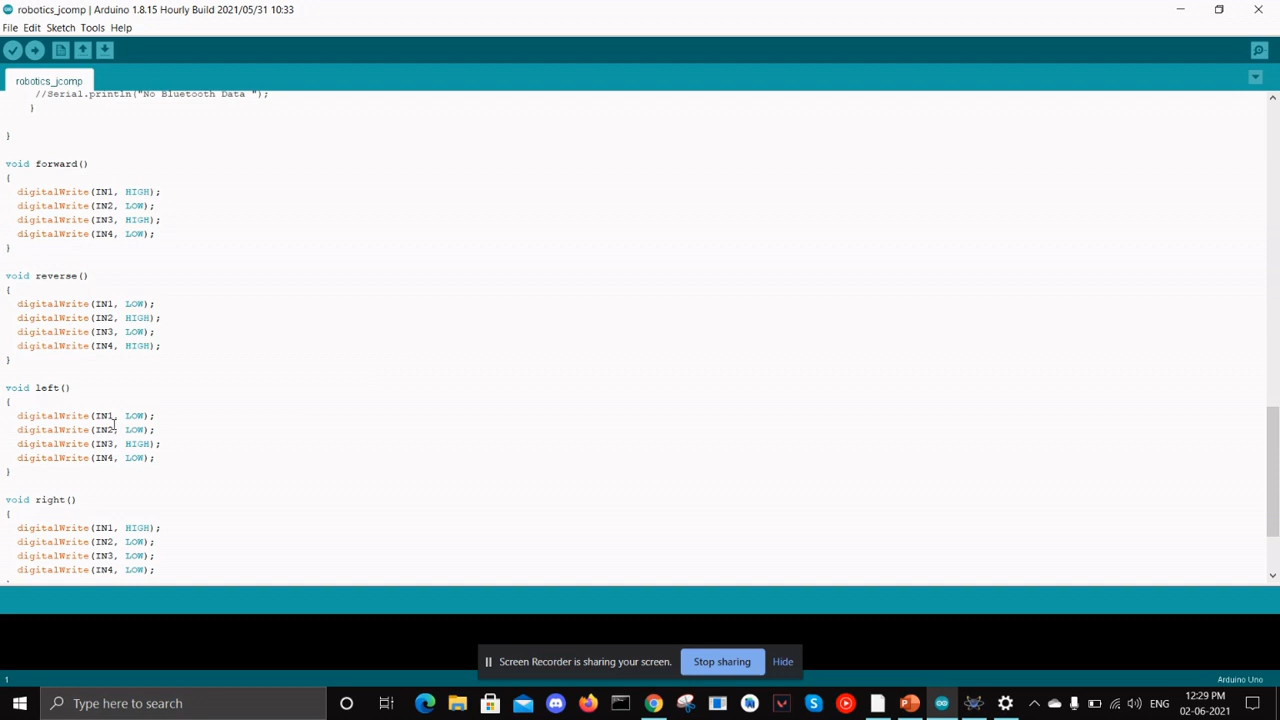 robotics_jcomp | Arduino 1.8.15 Hourly Build 2021/05/31 10:33
File Edit Sketch Tools Help
robotics_jcomp
//Serial.println("No Bluetooth Data ");
}
}
void forward()
{
digitalWrite(IN1, HIGH);
digitalWrite(IN2, LOW);
digitalWrite(IN3, HIGH);
digitalWrite(IN4, LOW);
}
void reverse()
{
digitalWrite(IN1, LOW);
digitalWrite(IN2, HIGH);
digitalWrite(IN3, LOW);
digitalWrite(IN4, HIGH);
}
void left()
{
digitalWrite(IN1, LOW);
digitalWrite(IN2, LOW);
digitalWrite(IN3, HIGH);
digitalWrite(IN4, LOW);
}
void right()
{
digitalWrite(IN1, HIGH);
digitalWrite(IN2, LOW);
digitalWrite(IN3, LOW);
digitalWrite(IN4, LOW);
Screen Recorder is sharing your screen. Stop sharing Hide
1 Arduino Uno
Type here to search
ENG 12:29 PM
02-06-2021